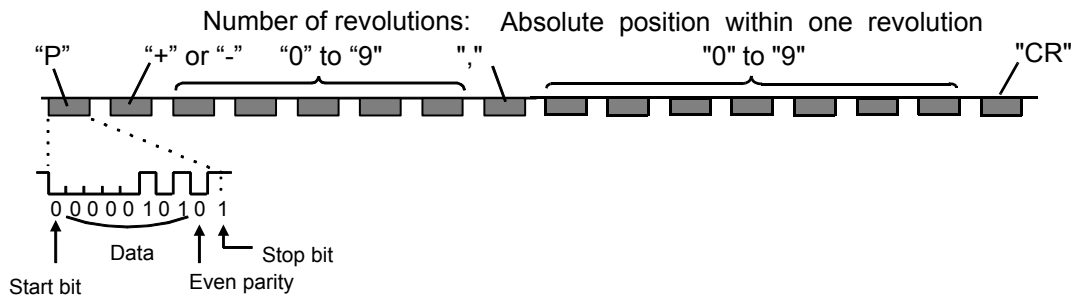 Number of revolutions: Absolute position within one revolution
“P” “+” or “-” “0” to “9" "," "0" to "9" "CR"
0 0 0 0 0 1 0 1 0 1
Data
Stop bit
Start bit
Even parity